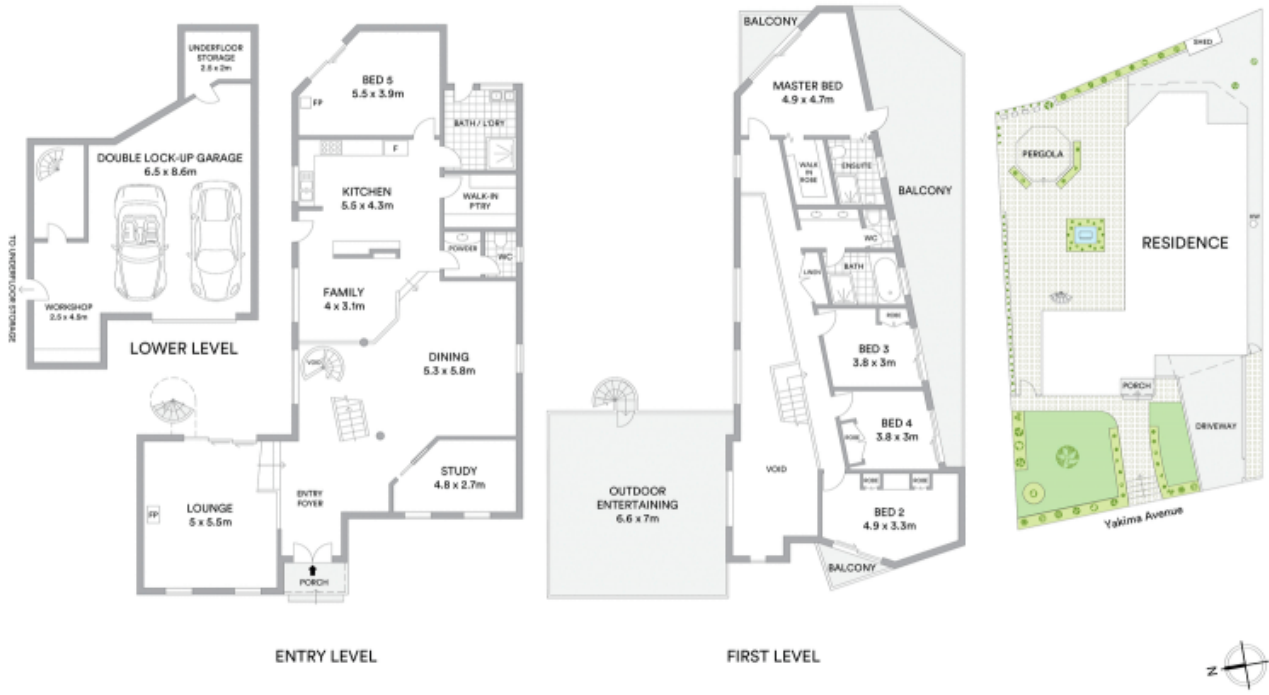 UNDERFLOOR
STORAGE
2.8 x 2m
DOUBLE LOCK-UP GARAGE
6.5 x 8.6m
TO UNDERFLOOR STORAGE
WORKSHOP
2.5 x 4.8m
LOWER LEVEL
BED 5
5.5 x 3.9m
FP
BATH / L'DRY
F
KITCHEN
5.5 x 4.3m
WALK-IN
PTRY
POWDER
WC
FAMILY
4 x 3.1m
VOID
DINING
5.3 x 5.8m
STUDY
4.8 x 2.7m
LOUNGE
5 x 5.5m
FP
ENTRY
FOYER
PORCH
ENTRY LEVEL
BALCONY
MASTER BED
4.9 x 4.7m
WALK
IN
ROBE
ENSUITE
BALCONY
WC
LINEN
BATH
ROBE
BED 3
3.8 x 3m
BED 4
3.8 x 3m
ROBE
VOID
ROBE
ROBE
BED 2
4.9 x 3.3m
BALCONY
OUTDOOR
ENTERTAINING
6.6 x 7m
FIRST LEVEL
SHED
PERGOLA
RESIDENCE
PORCH
DRIVEWAY
Yakima Avenue
N